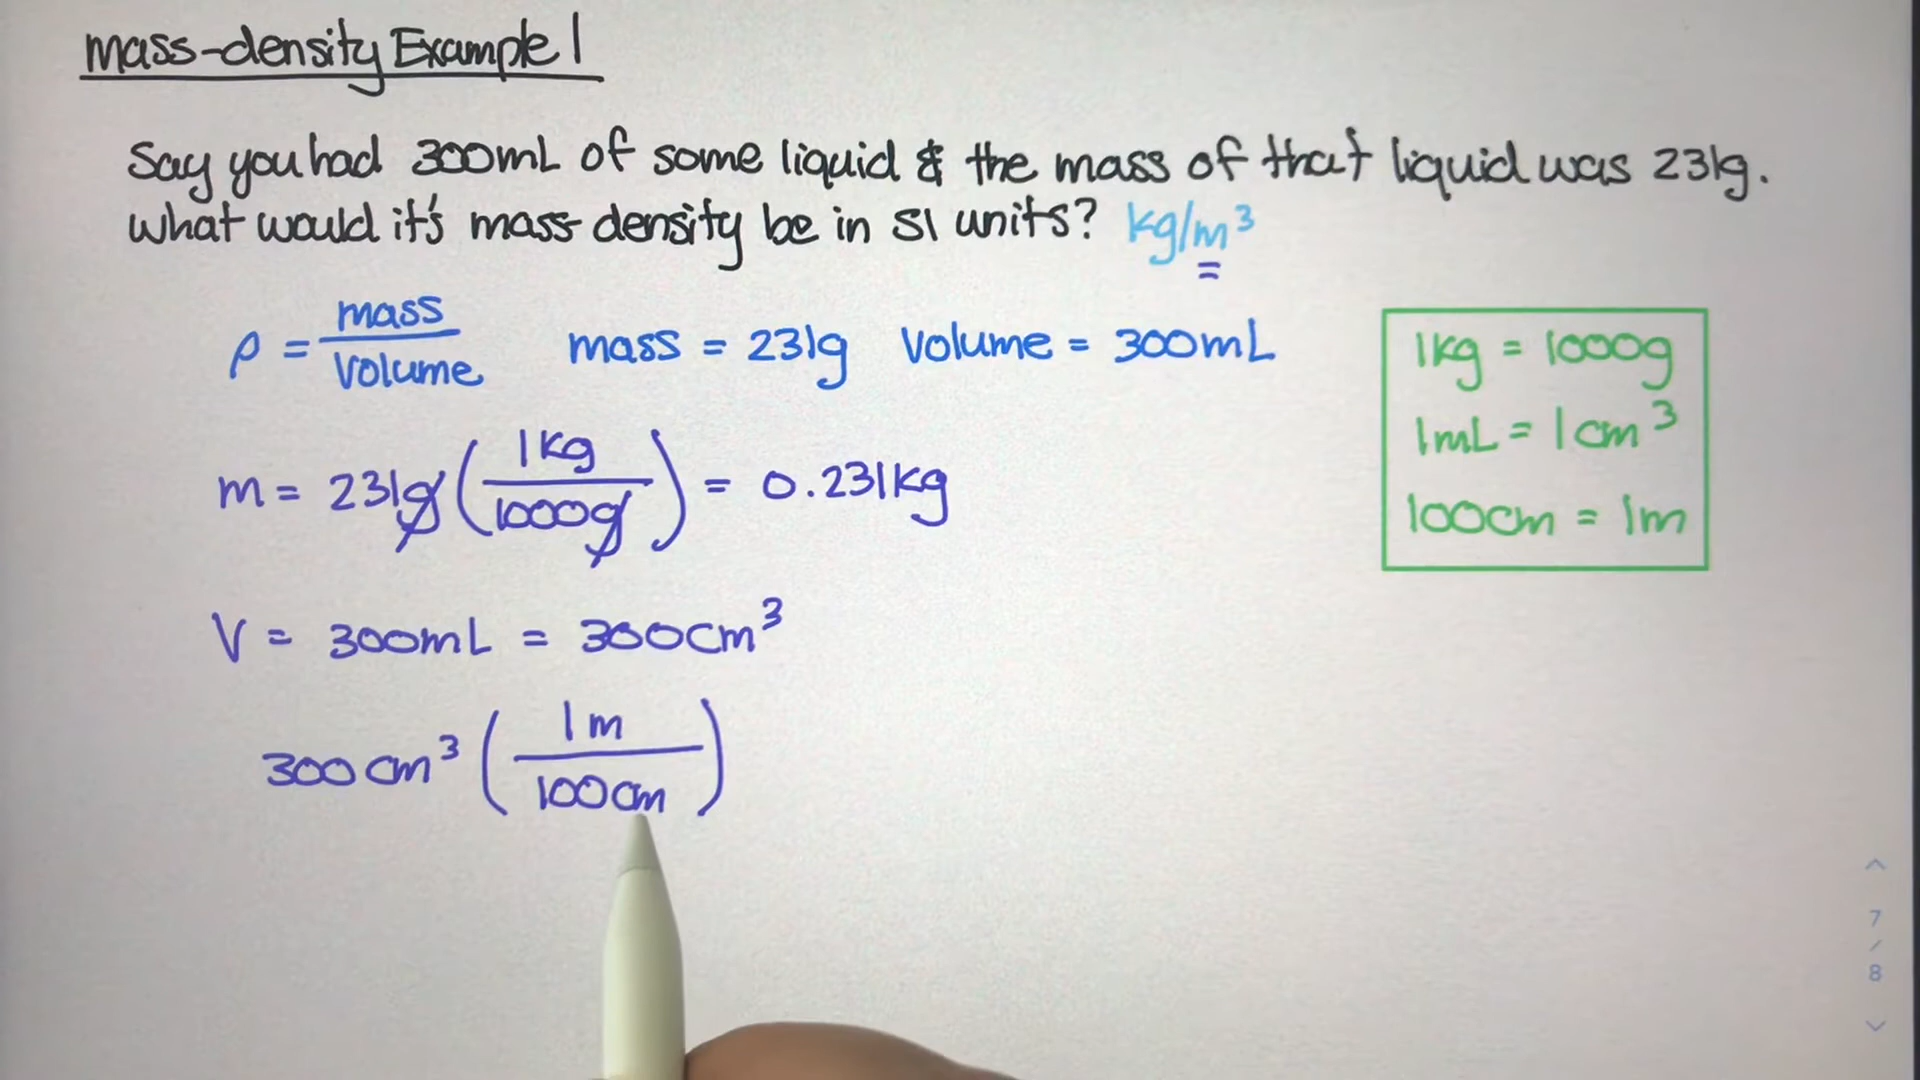 mass-density Example 1
Say you had 300mL of some liquid & the mass of that liquid was 231g.
What would it's mass density be in SI units? kg/m³
ρ = mass/volume mass = 231g volume = 300mL
1kg = 1000g
1mL = 1cm³
100cm = 1m
m = 231g (1kg/1000g) = 0.231kg
V = 300mL = 300cm³
300cm³ (1m/100cm)
7
/
8